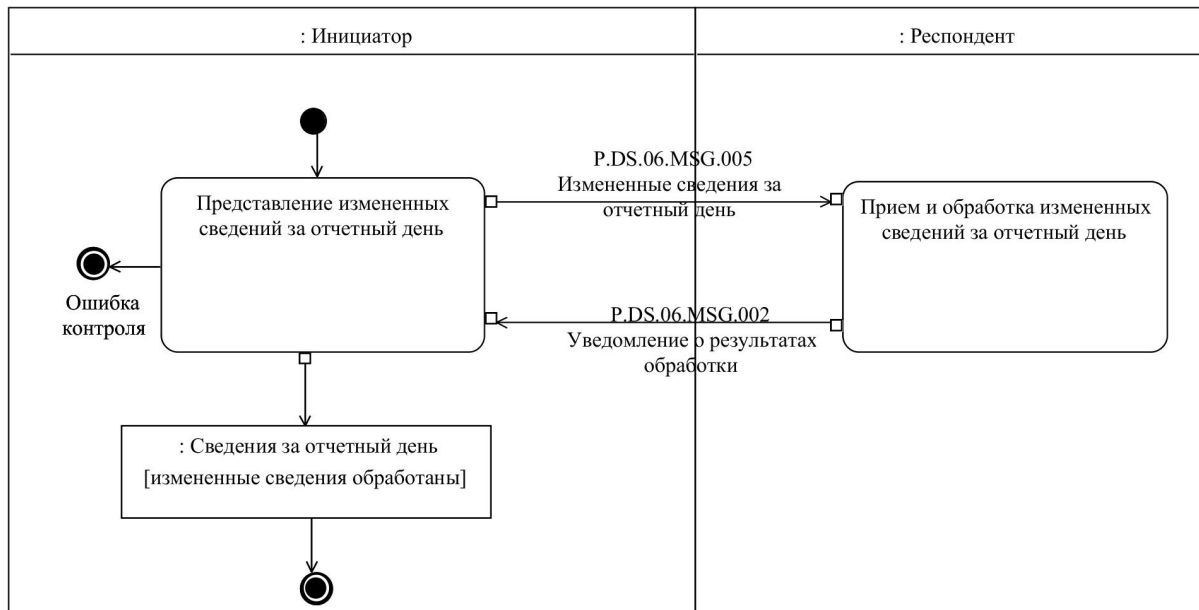 : Инициатор
: Респондент
P.DS.06.MSG.005
Измененные сведения за
отчетный день
Представление измененных
сведений за отчетный день
Прием и обработка измененных
сведений за отчетный день
Ошибка
контроля
P.DS.06.MSG.002
Уведомление о результатах
обработки
: Сведения за отчетный день
[измененные сведения обработаны]